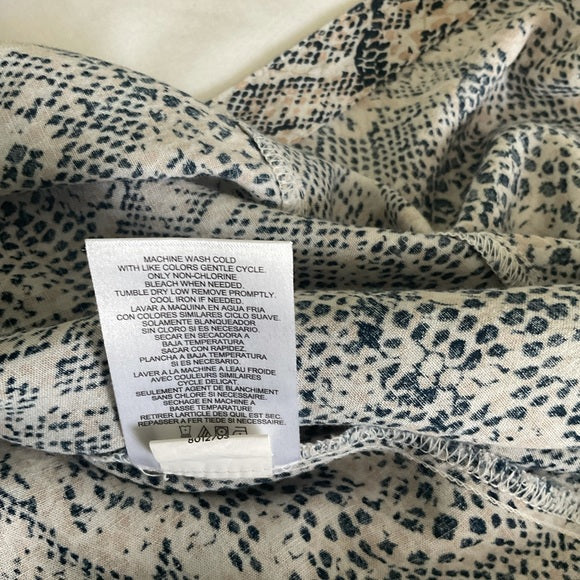 MACHINE WASH COLD
WITH LIKE COLORS GENTLE CYCLE.
ONLY NON-CHLORINE
BLEACH WHEN NEEDED.
TUMBLE DRY LOW REMOVE PROMPTLY.
COOL IRON IF NEEDED.
LAVAR A MAQUINA EN AGUA FRIA
CON COLORES SIMILARES CICLO SUAVE.
SOLAMENTE BLANQUEADOR
SIN CLORO SI ES NECESARIO.
SECAR EN SECADORA A
BAJA TEMPERATURA
SACAR CON RAPIDEZ.
PLANCHA A BAJA TEMPERATURA
SI ES NECESARIO.
LAVER A LA MACHINE A LEAU FROIDE
AVEC COULEURS SIMILAIRES
CYCLE DELICAT.
SEULEMENT AGENT DE BLANCHIMENT
SANS CHLORE SI NECESSAIRE.
SECHAGE EN MACHINE A
BASSE TEMPARATURE
RETIRER LARTICLE DES QUIL EST SEC.
REPASSER A FER TIEDE SI NECESSAIRE.